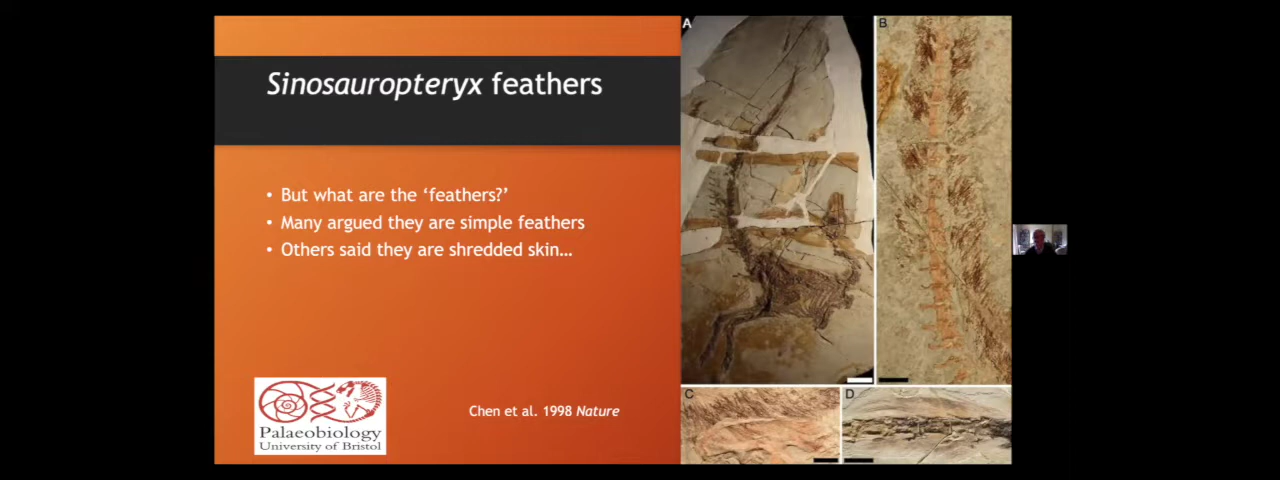 Sinosauropteryx feathers
• But what are the ‘feathers?’
• Many argued they are simple feathers
• Others said they are shredded skin…
Palaeobiology
University of Bristol
Chen et al. 1998 Nature
A
B
C
D